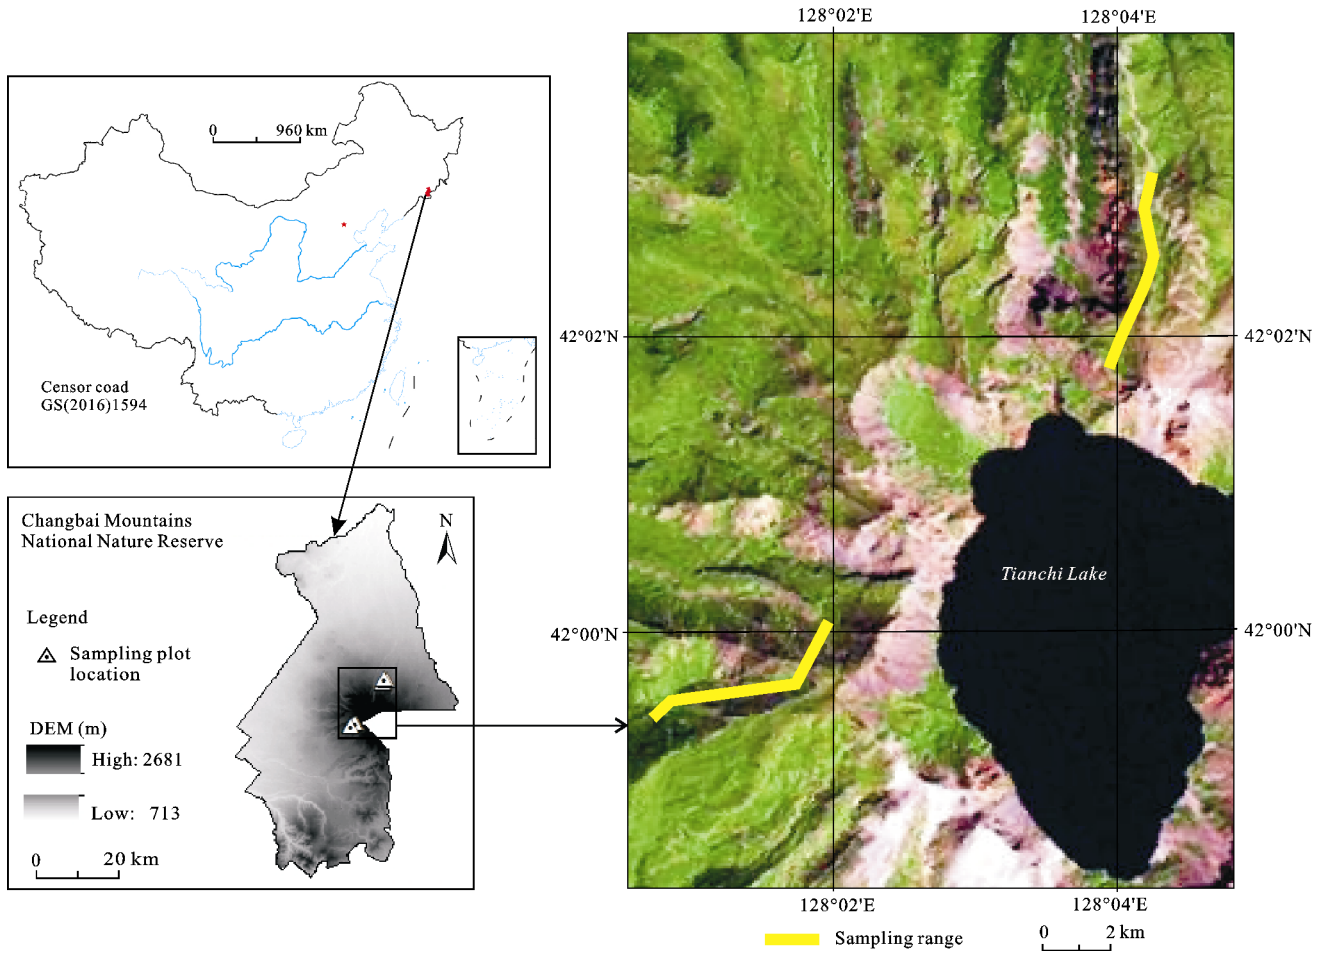 0 960 km
Censor coad
GS(2016)1594
Changbai Mountains
National Nature Reserve
N
Legend
Sampling plot
location
DEM (m)
High: 2681
Low: 713
0 20 km
128°02'E 128°04'E
42°02'N 42°02'N
Tianchi Lake
42°00'N 42°00'N
128°02'E 128°04'E
Sampling range
0 2 km